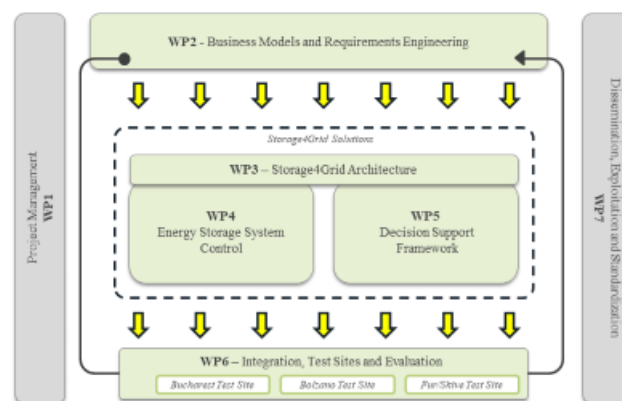 WP2 - Business Models and Requirements Engineering
Project Management
WP1
Storage4Grid Solutions
WP3 – Storage4Grid Architecture
WP4
Energy Storage System
Control
WP5
Decision Support
Framework
Dissemination, Exploitation and Standardization
WP7
WP6 – Integration, Test Sites and Evaluation
Bucharest Test Site
Bolzano Test Site
Fur/Skive Test Site